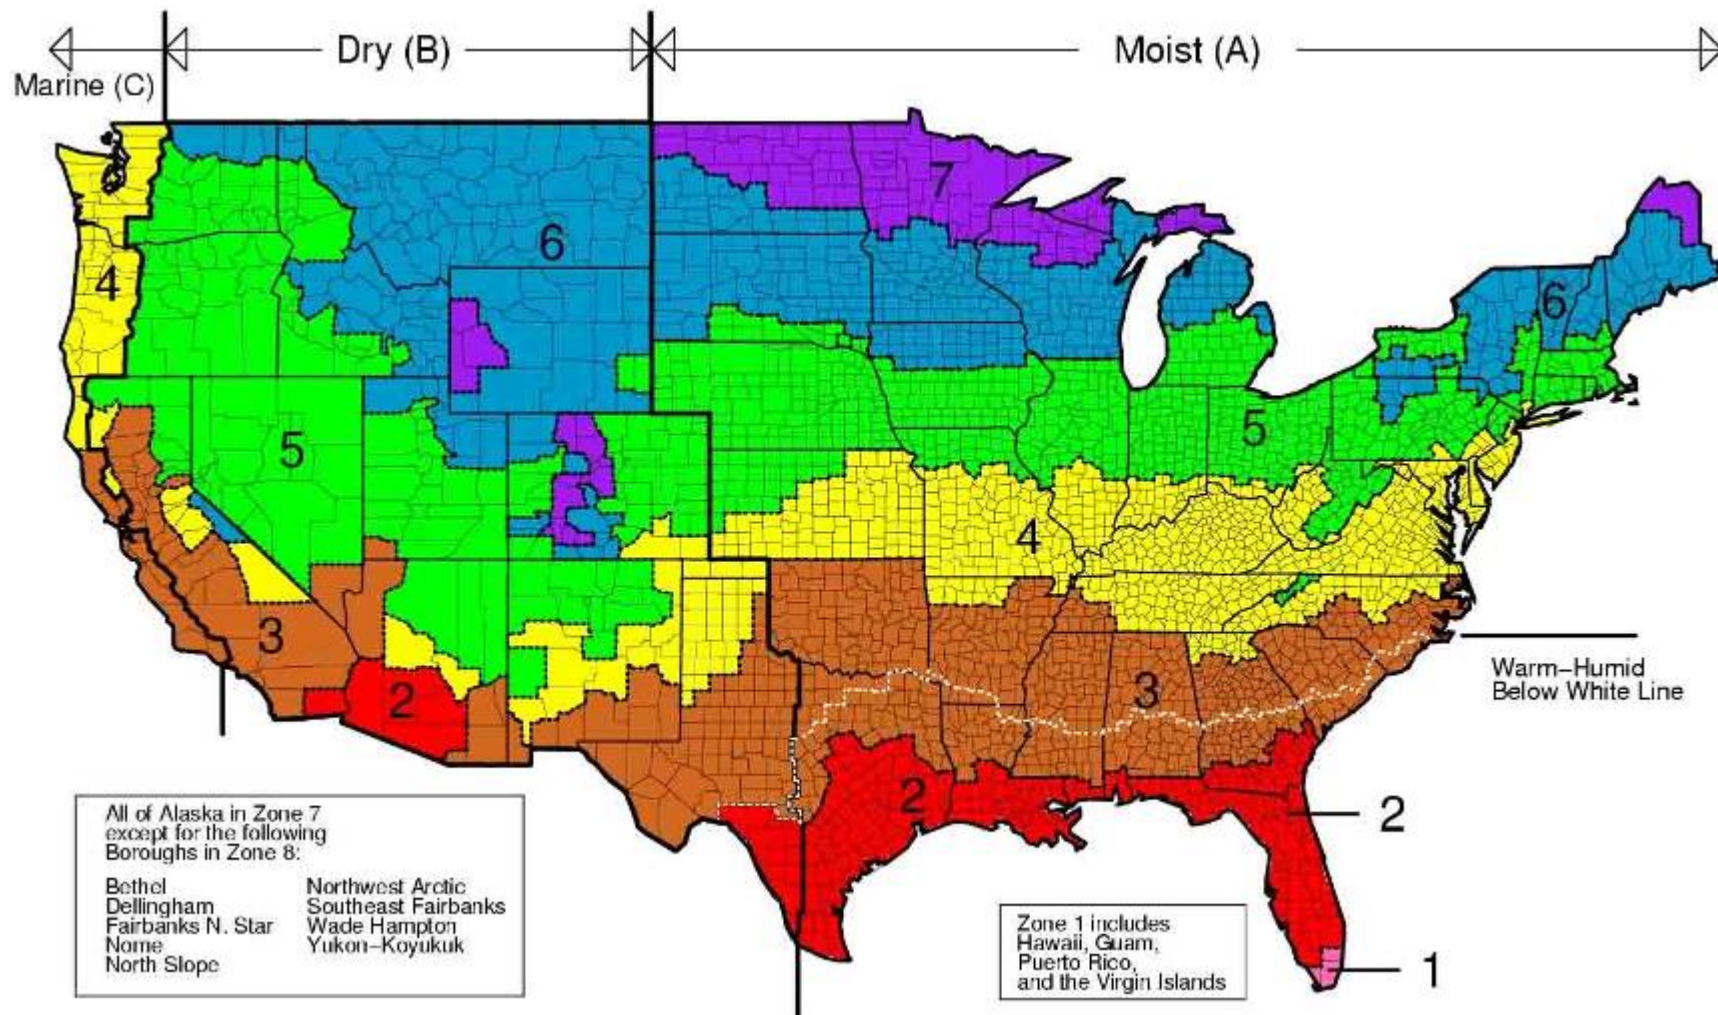 Dry (B)
Moist (A)
Marine (C)
7
6
4
6
5
5
4
3
2
3
2
Warm-Humid
Below White Line
2
1
All of Alaska in Zone 7
except for the following
Boroughs in Zone 8:
Bethel
Northwest Arctic
Dellingham
Southeast Fairbanks
Fairbanks N. Star
Wade Hampton
Nome
Yukon-Koyukuk
North Slope
Zone 1 includes
Hawaii, Guam,
Puerto Rico,
and the Virgin Islands